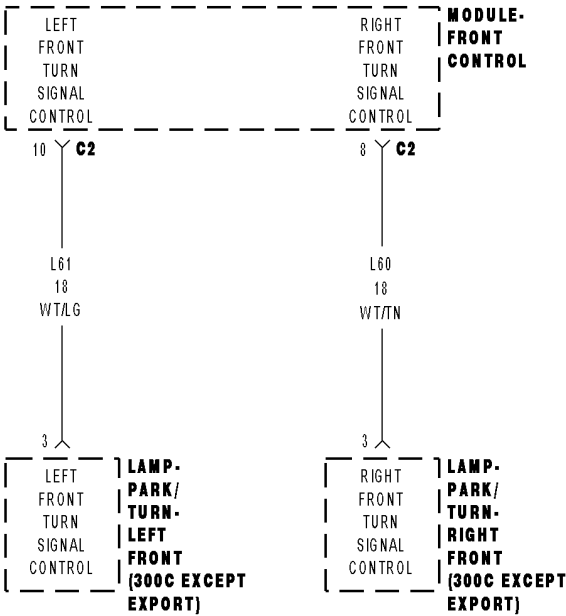 LEFT
FRONT
TURN
SIGNAL
CONTROL
RIGHT
FRONT
TURN
SIGNAL
CONTROL
MODULE-
FRONT
CONTROL
10 C2
8 C2
L61
18
WT/LG
L60
18
WT/TN
3
3
LEFT
FRONT
TURN
SIGNAL
CONTROL
LAMP-
PARK/
TURN-
LEFT
FRONT
(300C EXCEPT
EXPORT)
RIGHT
FRONT
TURN
SIGNAL
CONTROL
LAMP-
PARK/
TURN-
RIGHT
FRONT
(300C EXCEPT
EXPORT)